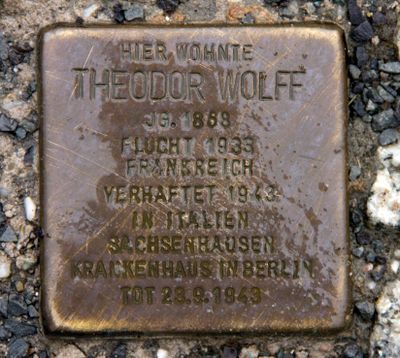 HIER WOHNTE
THEODOR WOLFF
JG. 1868
FLUCHT 1933
FRANKREICH
VERHAFTET 1943
IN ITALIEN
SACHSENHAUSEN
KRANKENHAUS IN BERLIN
TOT 23.9.1943